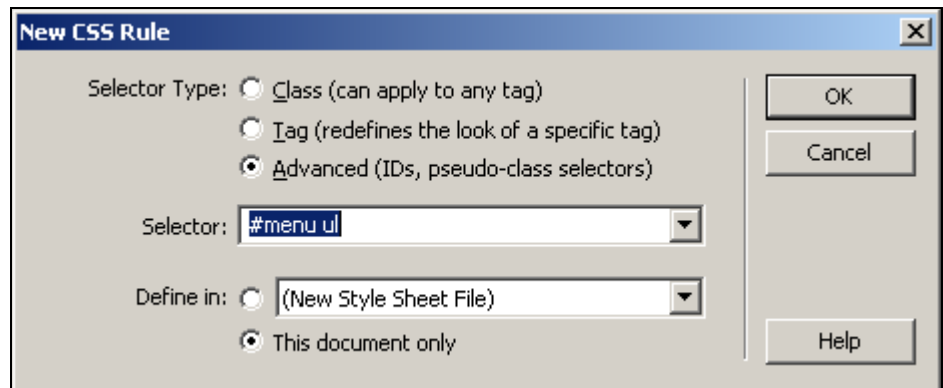 New CSS Rule
Selector Type: Class (can apply to any tag)
OK
Tag (redefines the look of a specific tag)
Advanced (IDs, pseudo-class selectors)
Cancel
Selector: #menu ul
Define in: (New Style Sheet File)
This document only
Help